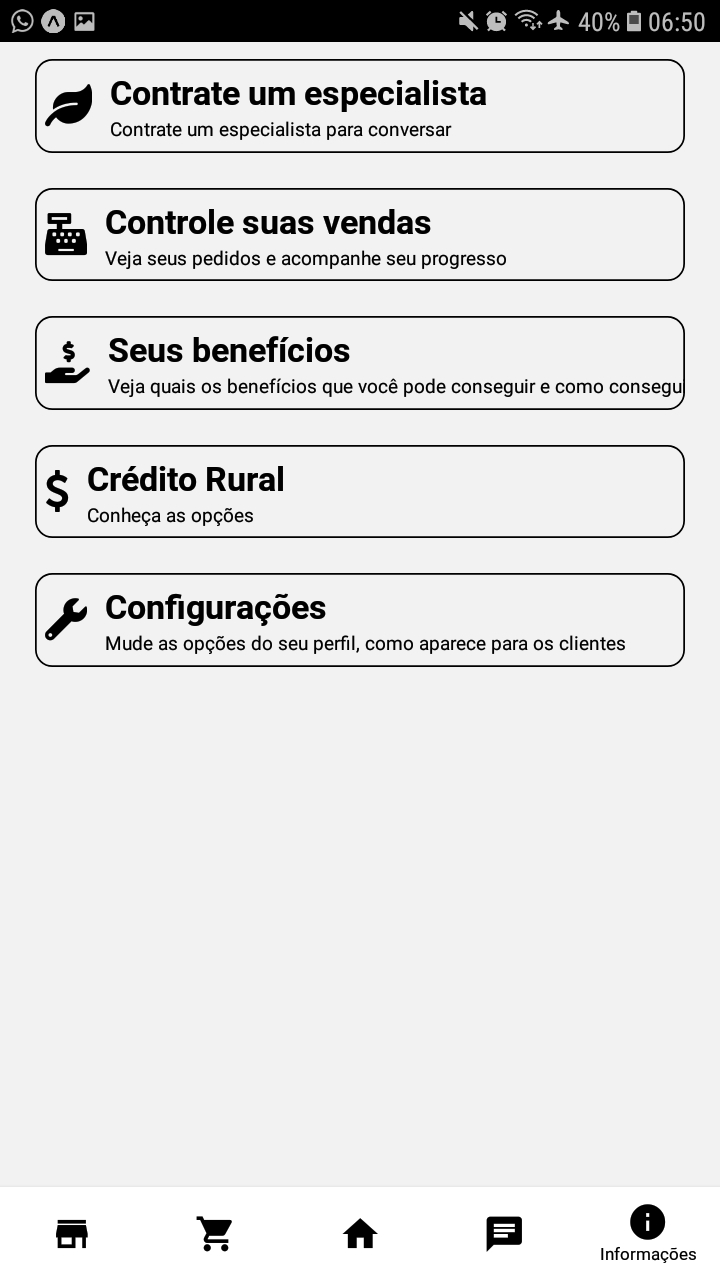 40% 06:50
Contrate um especialista
Contrate um especialista para conversar
Controle suas vendas
Veja seus pedidos e acompanhe seu progresso
Seus benefícios
Veja quais os benefícios que você pode conseguir e como consegu
Crédito Rural
Conheça as opções
Configurações
Mude as opções do seu perfil, como aparece para os clientes
Informações